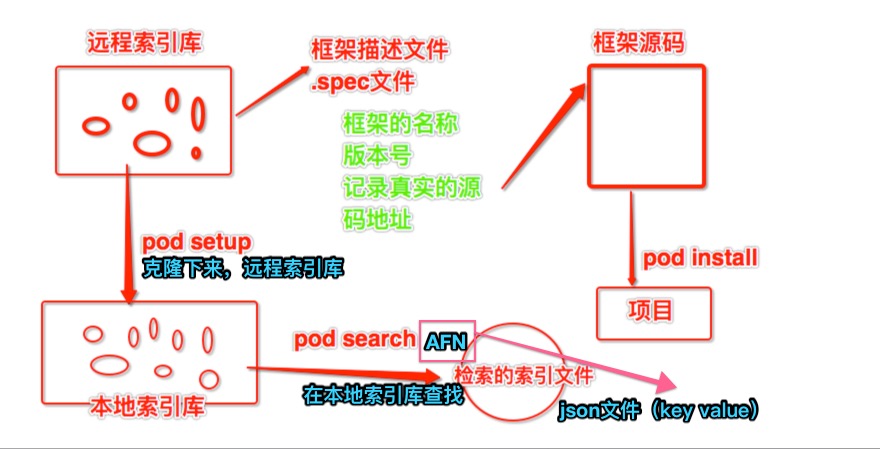 远程索引库
框架描述文件
.spec文件
框架源码
框架的名称
版本号
记录真实的源
码地址
pod setup
克隆下来，远程索引库
pod install
项目
pod search AFN
检索的索引文件
在本地索引库查找
本地索引库
json文件（key value）